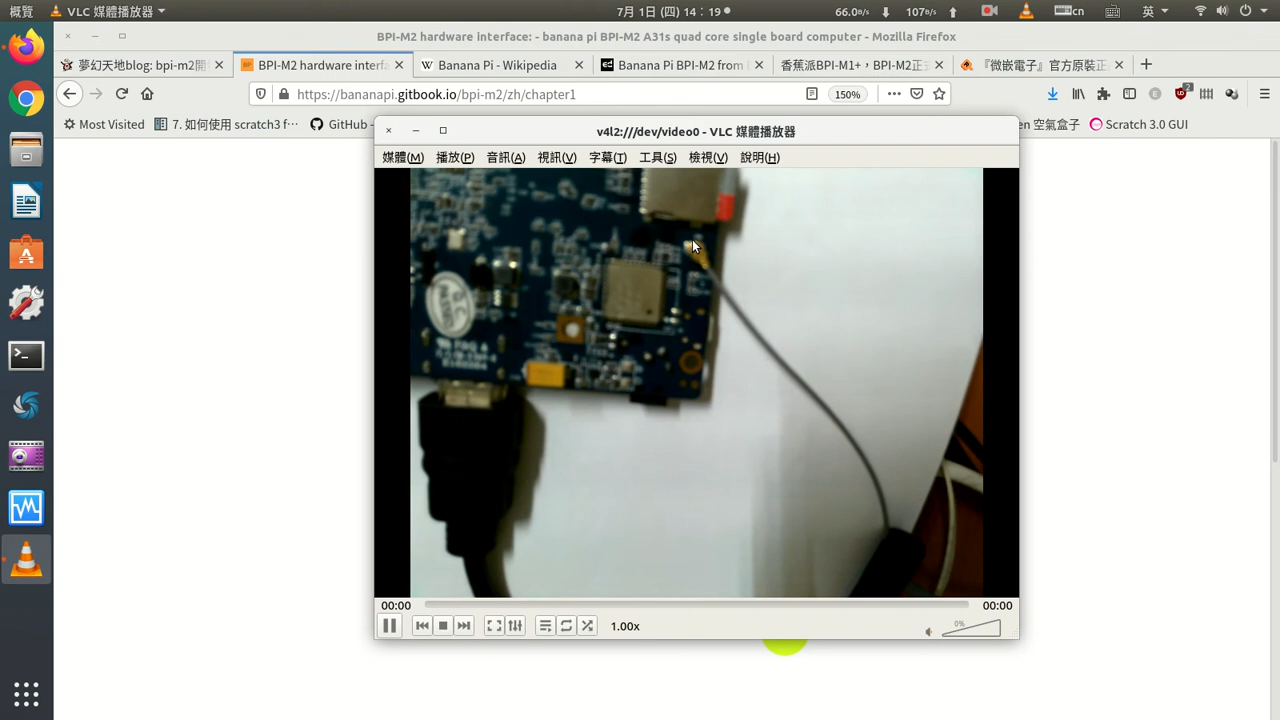 概覽 VLC 媒體播放器 7月 1日 (四) 14：19 66.0B/s 107B/s cn 英
BPI-M2 hardware interface: - banana pi BPI-M2 A31s quad core single board computer - Mozilla Firefox
夢幻天地blog: bpi-m2開 BPI-M2 hardware interfa Banana Pi - Wikipedia Banana Pi BPI-M2 from 香蕉派BPI-M1+，BPI-M2正 『微嵌電子』官方原裝正
https://bananapi.gitbook.io/bpi-m2/zh/chapter1 150% 2
Most Visited 7. 如何使用 scratch3 f… GitHub en 空氣盒子 Scratch 3.0 GUI
v4l2:///dev/video0 - VLC 媒體播放器
媒體(M) 播放(P) 音訊(A) 視訊(V) 字幕(T) 工具(S) 檢視(V) 說明(H)
00:00 00:00
1.00x 0%